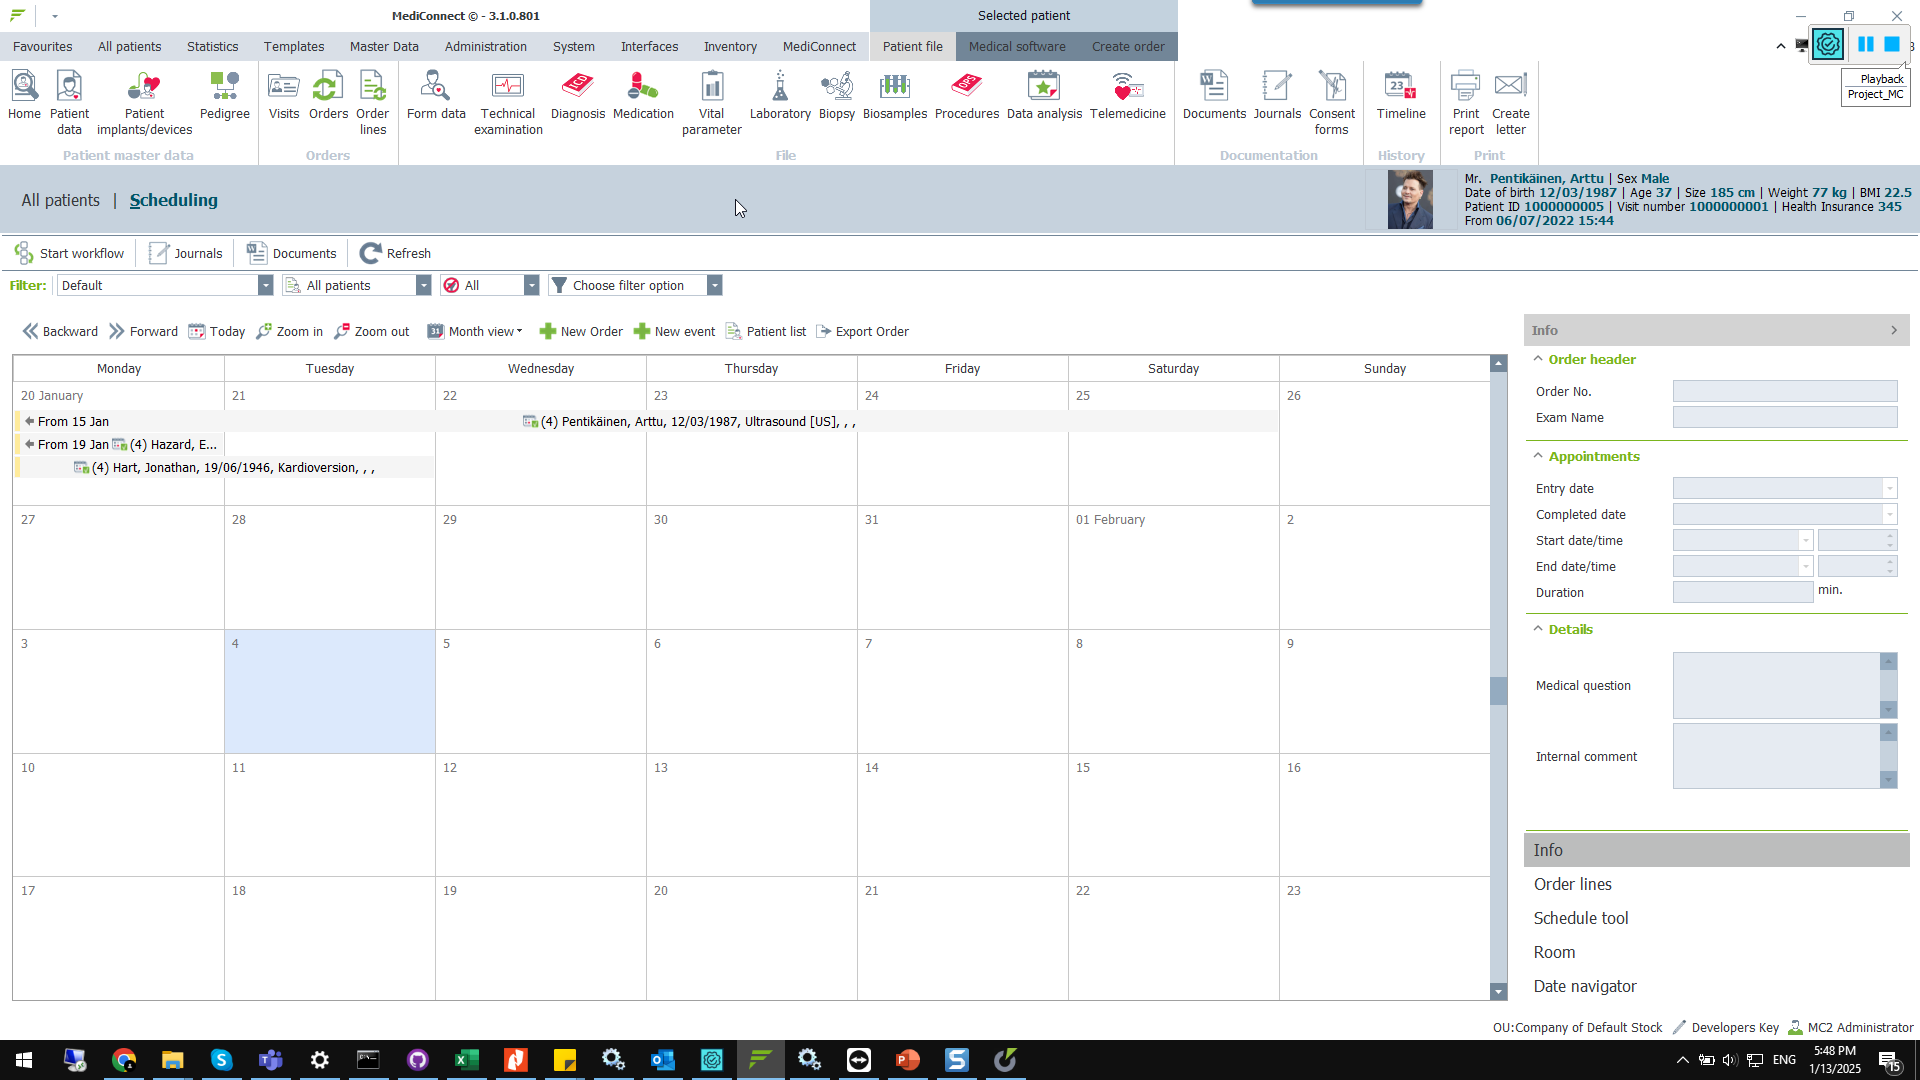 MediConnect © - 3.1.0.801
Selected patient
Favourites All patients Statistics Templates Master Data Administration System Interfaces Inventory MediConnect Patient file Medical software Create order
Playback
Project_MC
Home
Patient data
Patient implants/devices
Pedigree
Visits
Orders
Order lines
Form data
Technical examination
Diagnosis
Medication
Vital parameter
Laboratory
Biopsy
Biosamples
Procedures
Data analysis
Telemedicine
Documents
Journals
Consent forms
Timeline
Print report
Create letter
Patient master data Orders File Documentation History Print
All patients | Scheduling
Mr. Pentikäinen, Arttu | Sex Male
Date of birth 12/03/1987 | Age 37 | Size 185 cm | Weight 77 kg | BMI 22.5
Patient ID 1000000005 | Visit number 1000000001 | Health Insurance 345
From 06/07/2022 15:44
Start workflow Journals Documents Refresh
Filter: Default All patients All Choose filter option
Backward Forward Today Zoom in Zoom out 31 Month view New Order New event Patient list Export Order
Monday Tuesday Wednesday Thursday Friday Saturday Sunday
20 January 21 22 23 24 25 26
From 15 Jan (4) Pentikäinen, Arttu, 12/03/1987, Ultrasound [US], , ,
From 19 Jan (4) Hazard, E...
(4) Hart, Jonathan, 19/06/1946, Kardioversion, , ,
27 28 29 30 31 01 February 2
3 4 5 6 7 8 9
10 11 12 13 14 15 16
17 18 19 20 21 22 23
Info
Order header
Order No.
Exam Name
Appointments
Entry date
Completed date
Start date/time
End date/time
Duration min.
Details
Medical question
Internal comment
Info
Order lines
Schedule tool
Room
Date navigator
OU:Company of Default Stock Developers Key MC2 Administrator
ENG
5:48 PM
1/13/2025
15